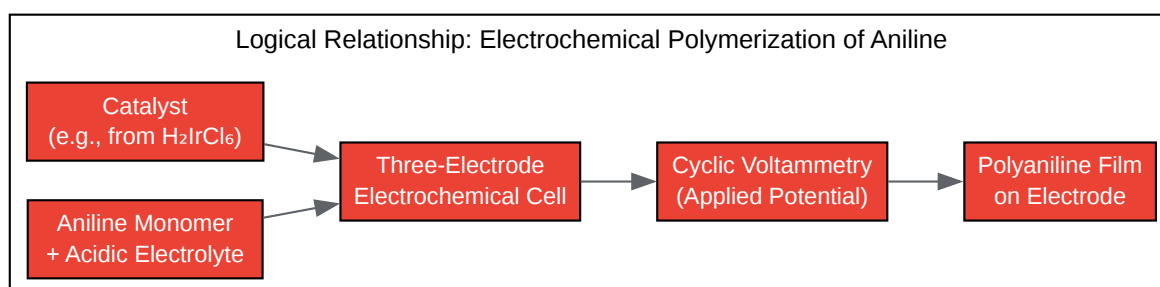 Logical Relationship: Electrochemical Polymerization of Aniline
Catalyst
(e.g., from H₂IrCl₆)
Aniline Monomer
+ Acidic Electrolyte
Three-Electrode
Electrochemical Cell
Cyclic Voltammetry
(Applied Potential)
Polyaniline Film
on Electrode